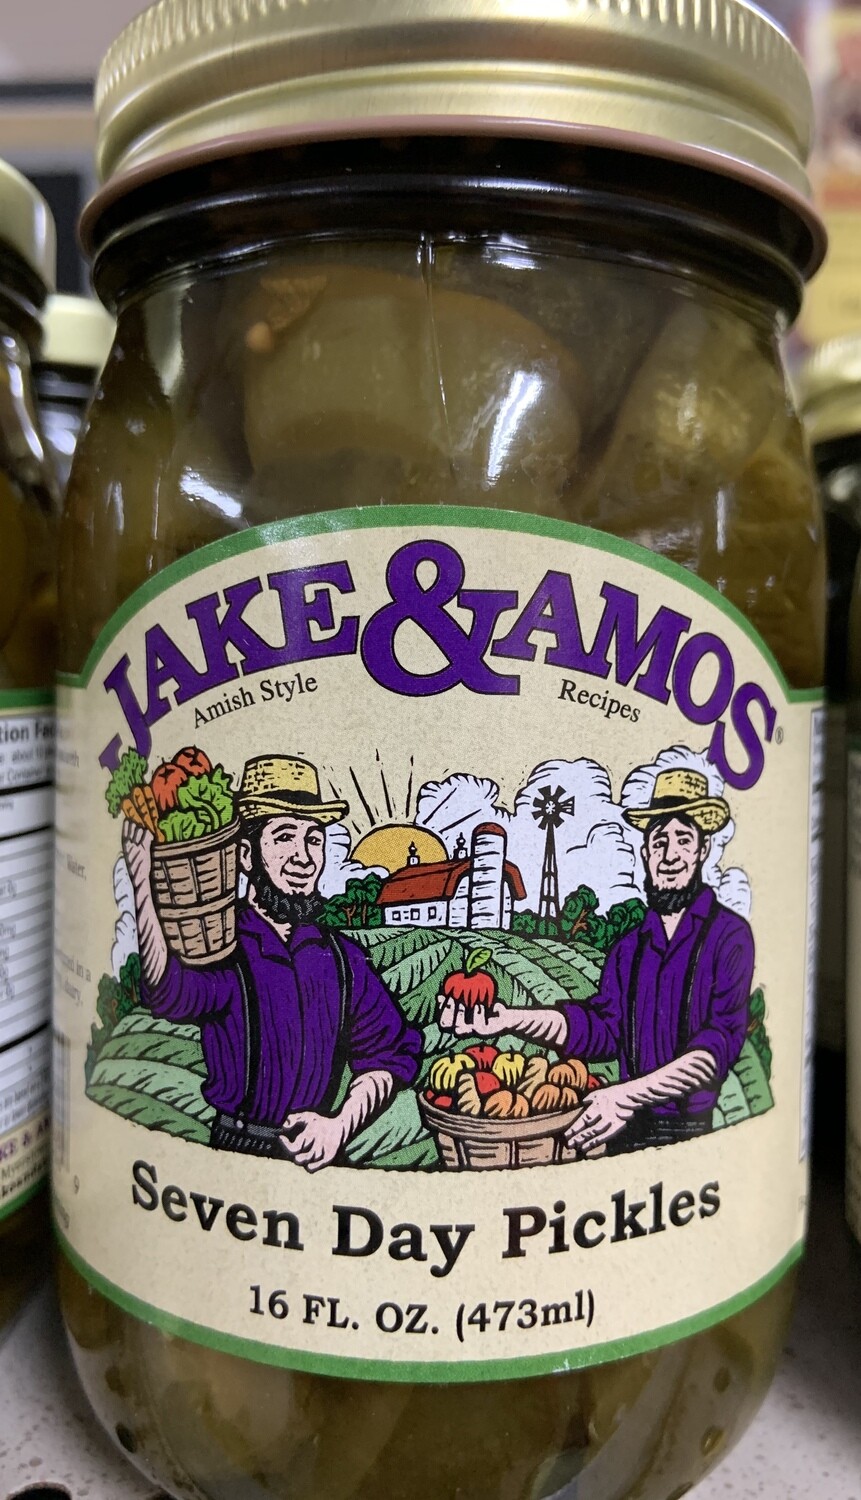 JAKE & AMOS®
Amish Style Recipes
Seven Day Pickles
16 FL. OZ. (473ml)